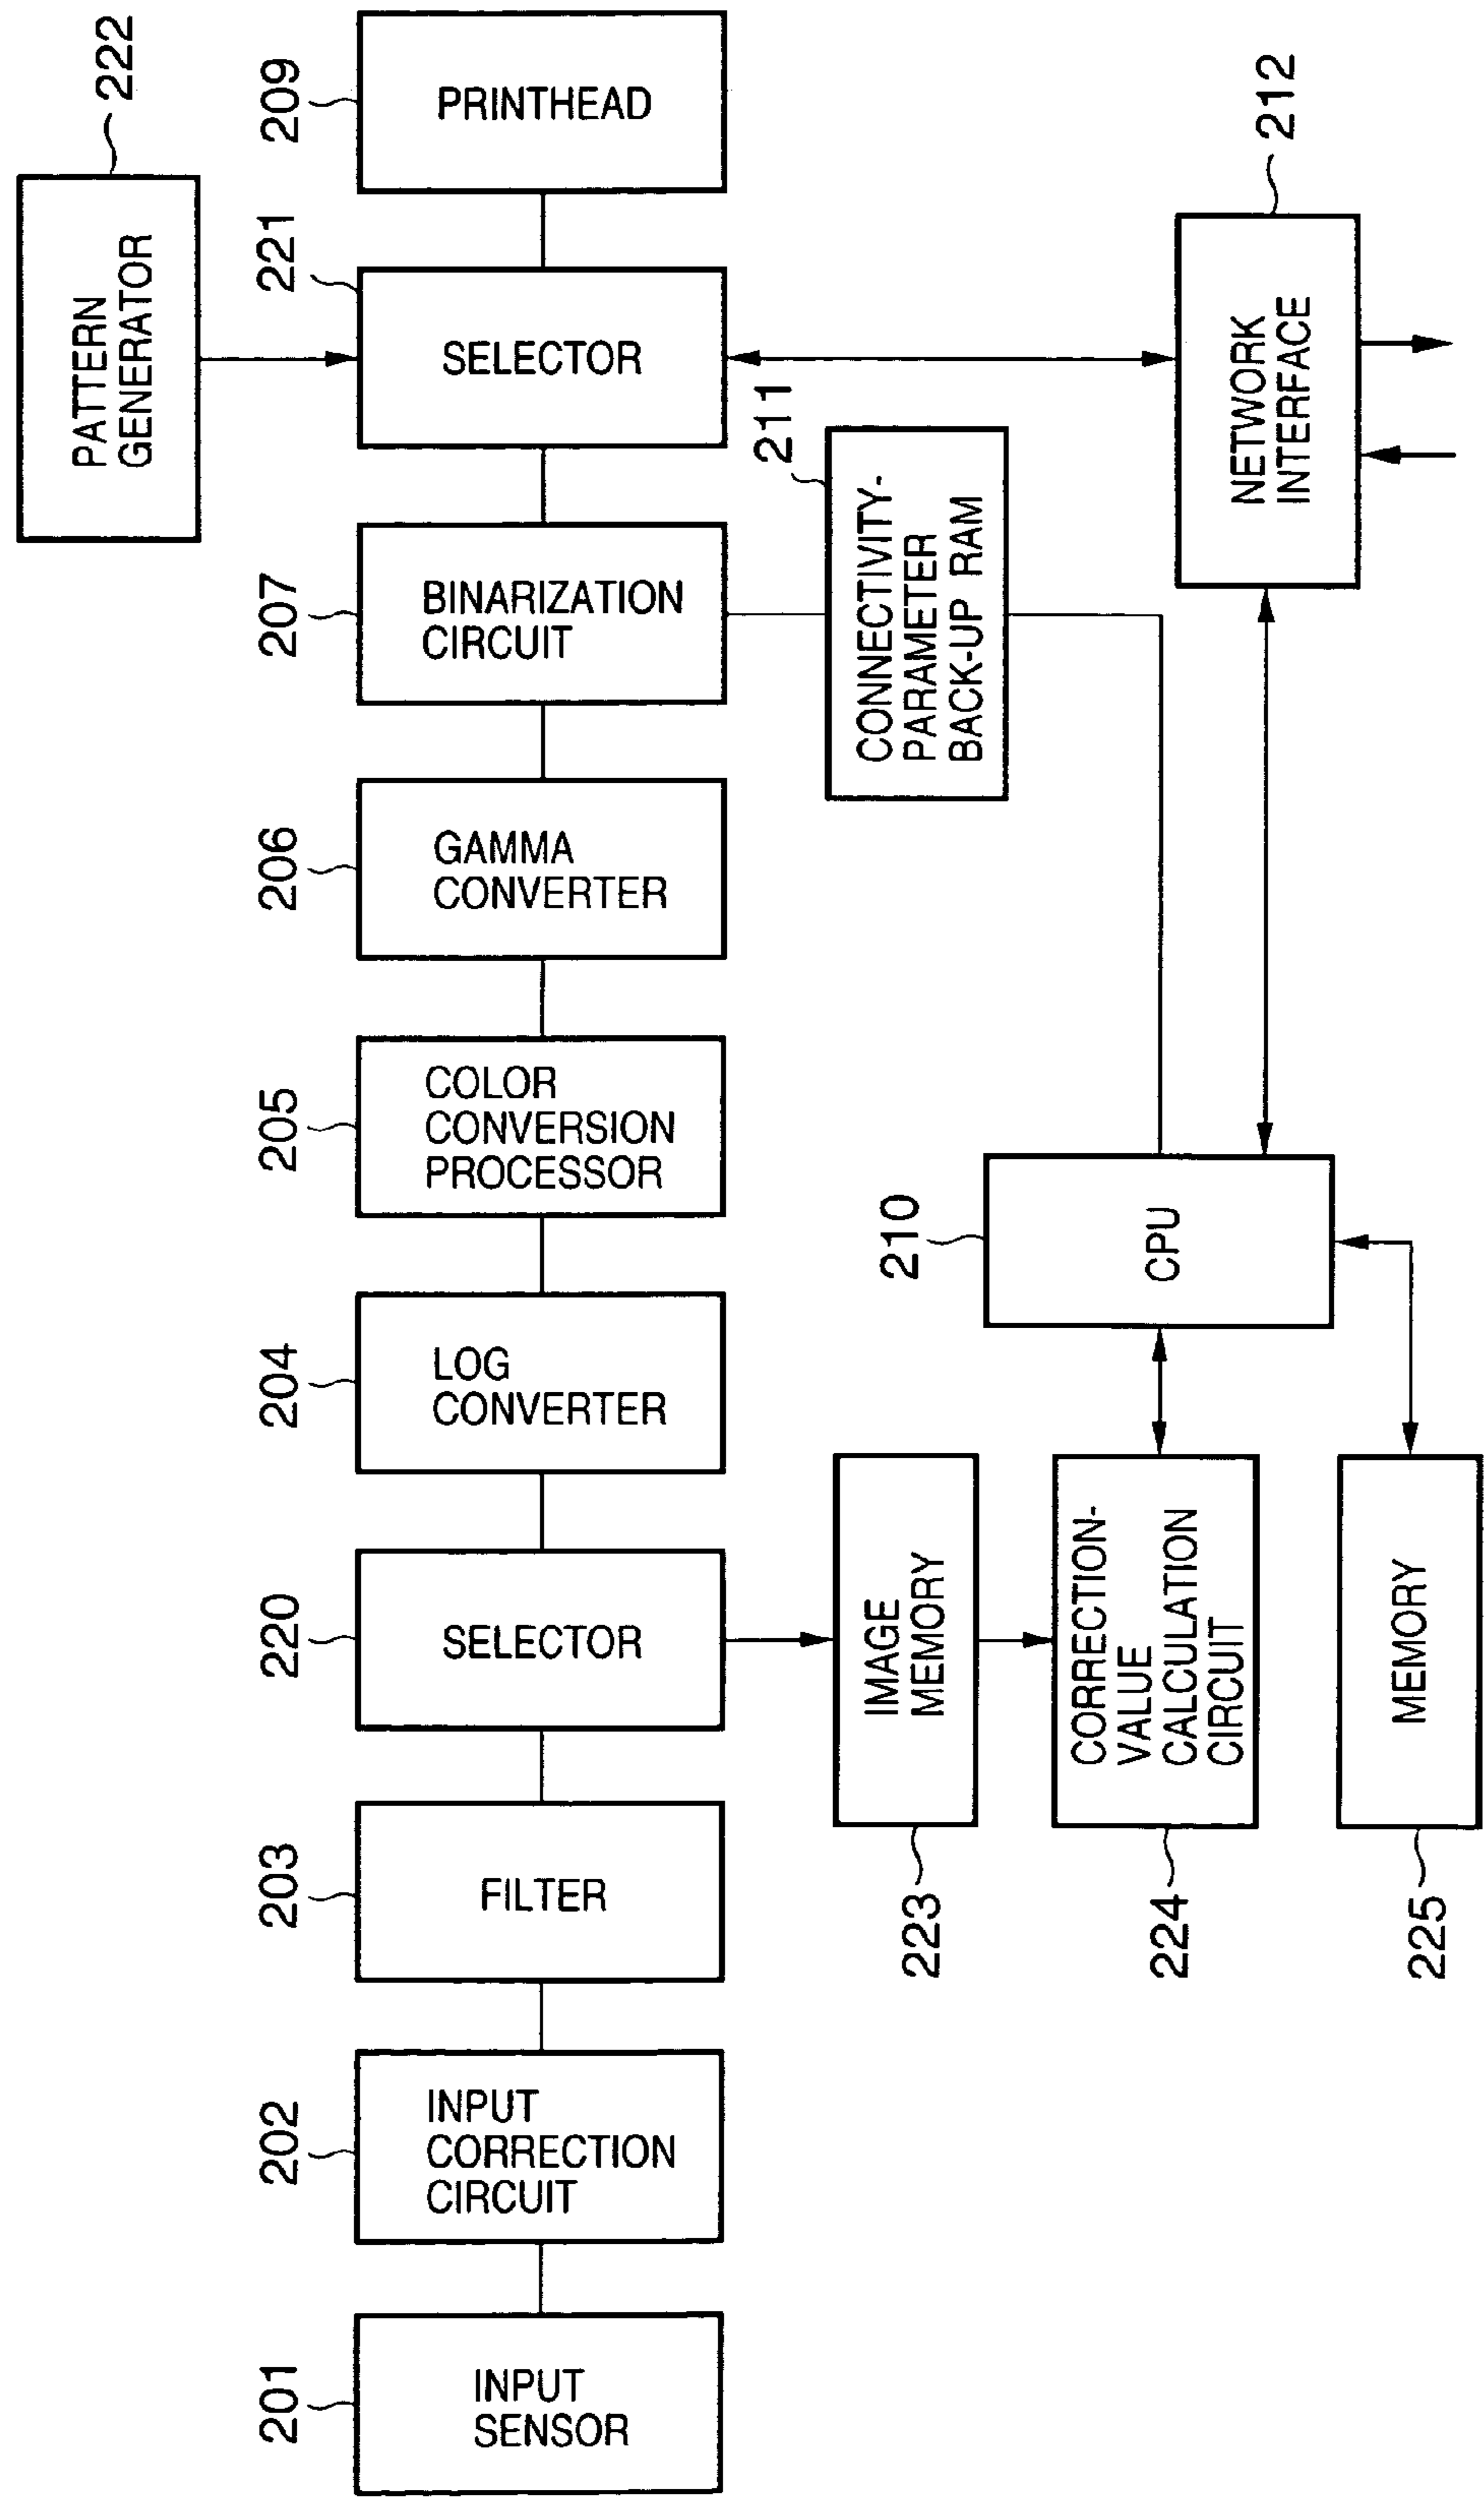 222
PATTERN
GENERATOR
209
PRINTHEAD
221
SELECTOR
212
NETWORK
INTERFACE
211
CONNECTIVITY-
PARAMETER
BACK-UP RAM
207
BINARIZATION
CIRCUIT
206
GAMMA
CONVERTER
205
COLOR
CONVERSION
PROCESSOR
210
CPU
204
LOG
CONVERTER
220
SELECTOR
IMAGE
MEMORY
223
CORRECTION-
VALUE
CALCULATION
CIRCUIT
224
MEMORY
225
203
FILTER
202
INPUT
CORRECTION
CIRCUIT
201
INPUT
SENSOR